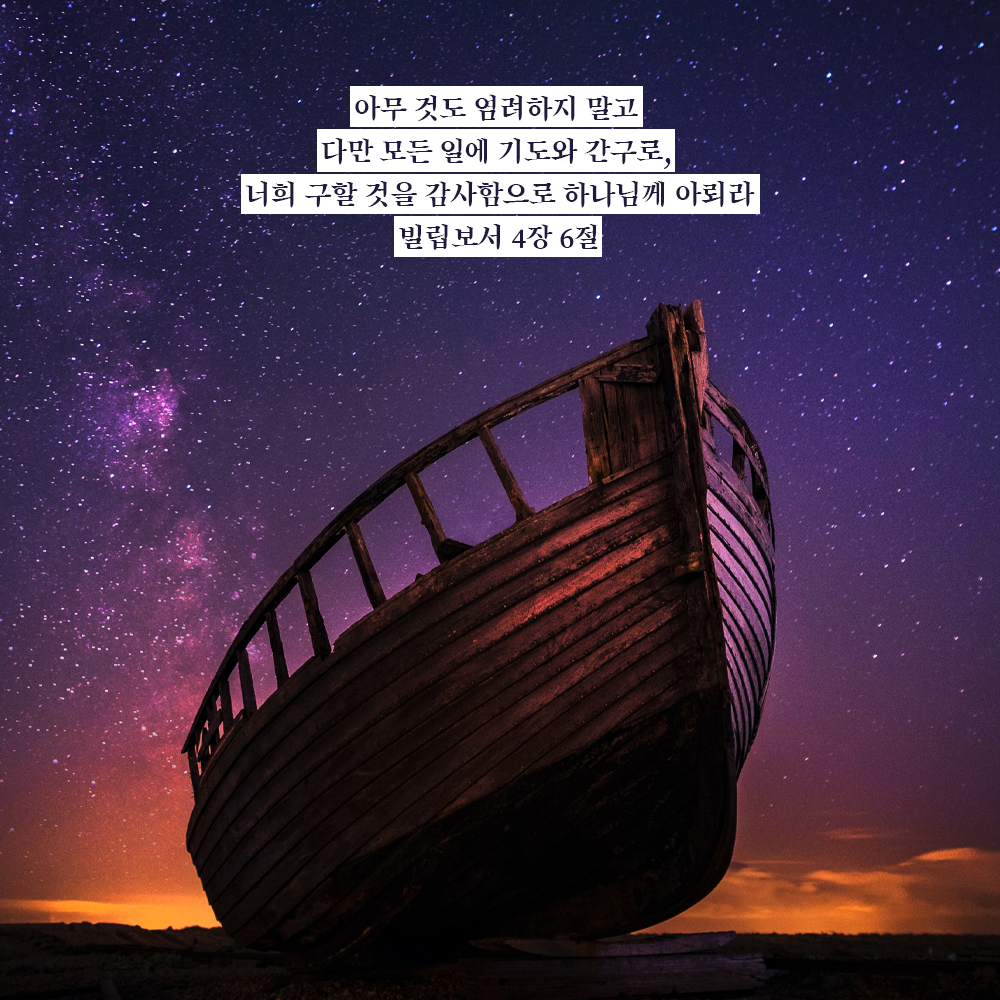 아무 것도 염려하지 말고
다만 모든 일에 기도와 간구로,
너희 구할 것을 감사함으로 하나님께 아뢰라
빌립보서 4장 6절